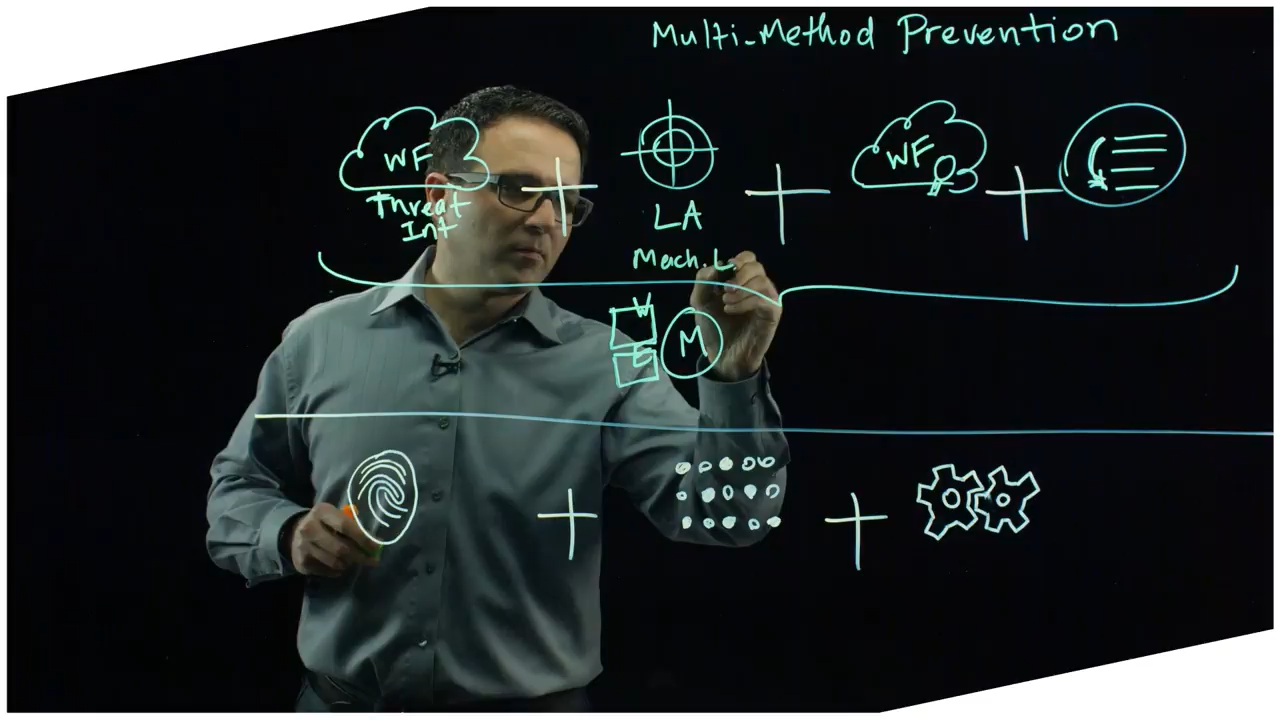 Multi-Method Prevention
WF
Threat
Int
LA
Mach. L.
WF
W
E
M